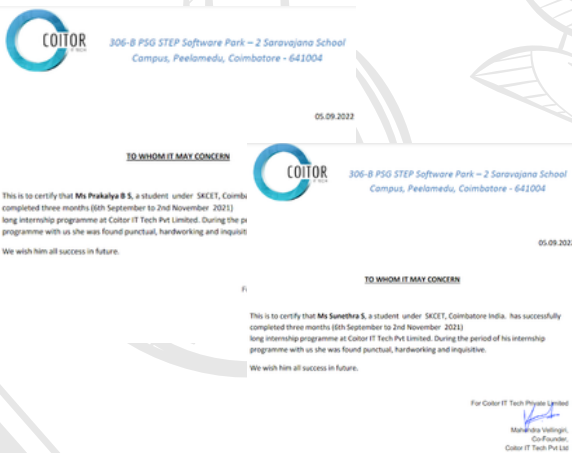 COITOR
IT TECH
306-B PSG STEP Software Park – 2 Saravajana School
Campus, Peelamedu, Coimbatore - 641004
05.09.2022
TO WHOM IT MAY CONCERN
This is to certify that Ms Prakalya B S, a student under SKCET,
completed three months (6th September to 2nd November 2021)
long internship programme at Coitor IT Tech Pvt Limited. During the
programme with us she was found punctual, hardworking and
We wish him all success in future.
COITOR
IT TECH
306-B PSG STEP Software Park – 2 Saravajana School
Campus, Peelamedu, Coimbatore - 641004
TO WHOM IT MAY CONCERN
This is to certify that Ms Sunethra S, a student under SKCET, Coimbatore India. has successfully
completed three months (6th September to 2nd November 2021)
long internship programme at Coitor IT Tech Pvt Limited. During the period of his internship
programme with us she was found punctual, hardworking and inquisitive.
We wish him all success in future.
For Coitor IT Tech Private Limited
Mahendra Vellingiri,
Co-Founder,
Coitor IT Tech Pvt Ltd